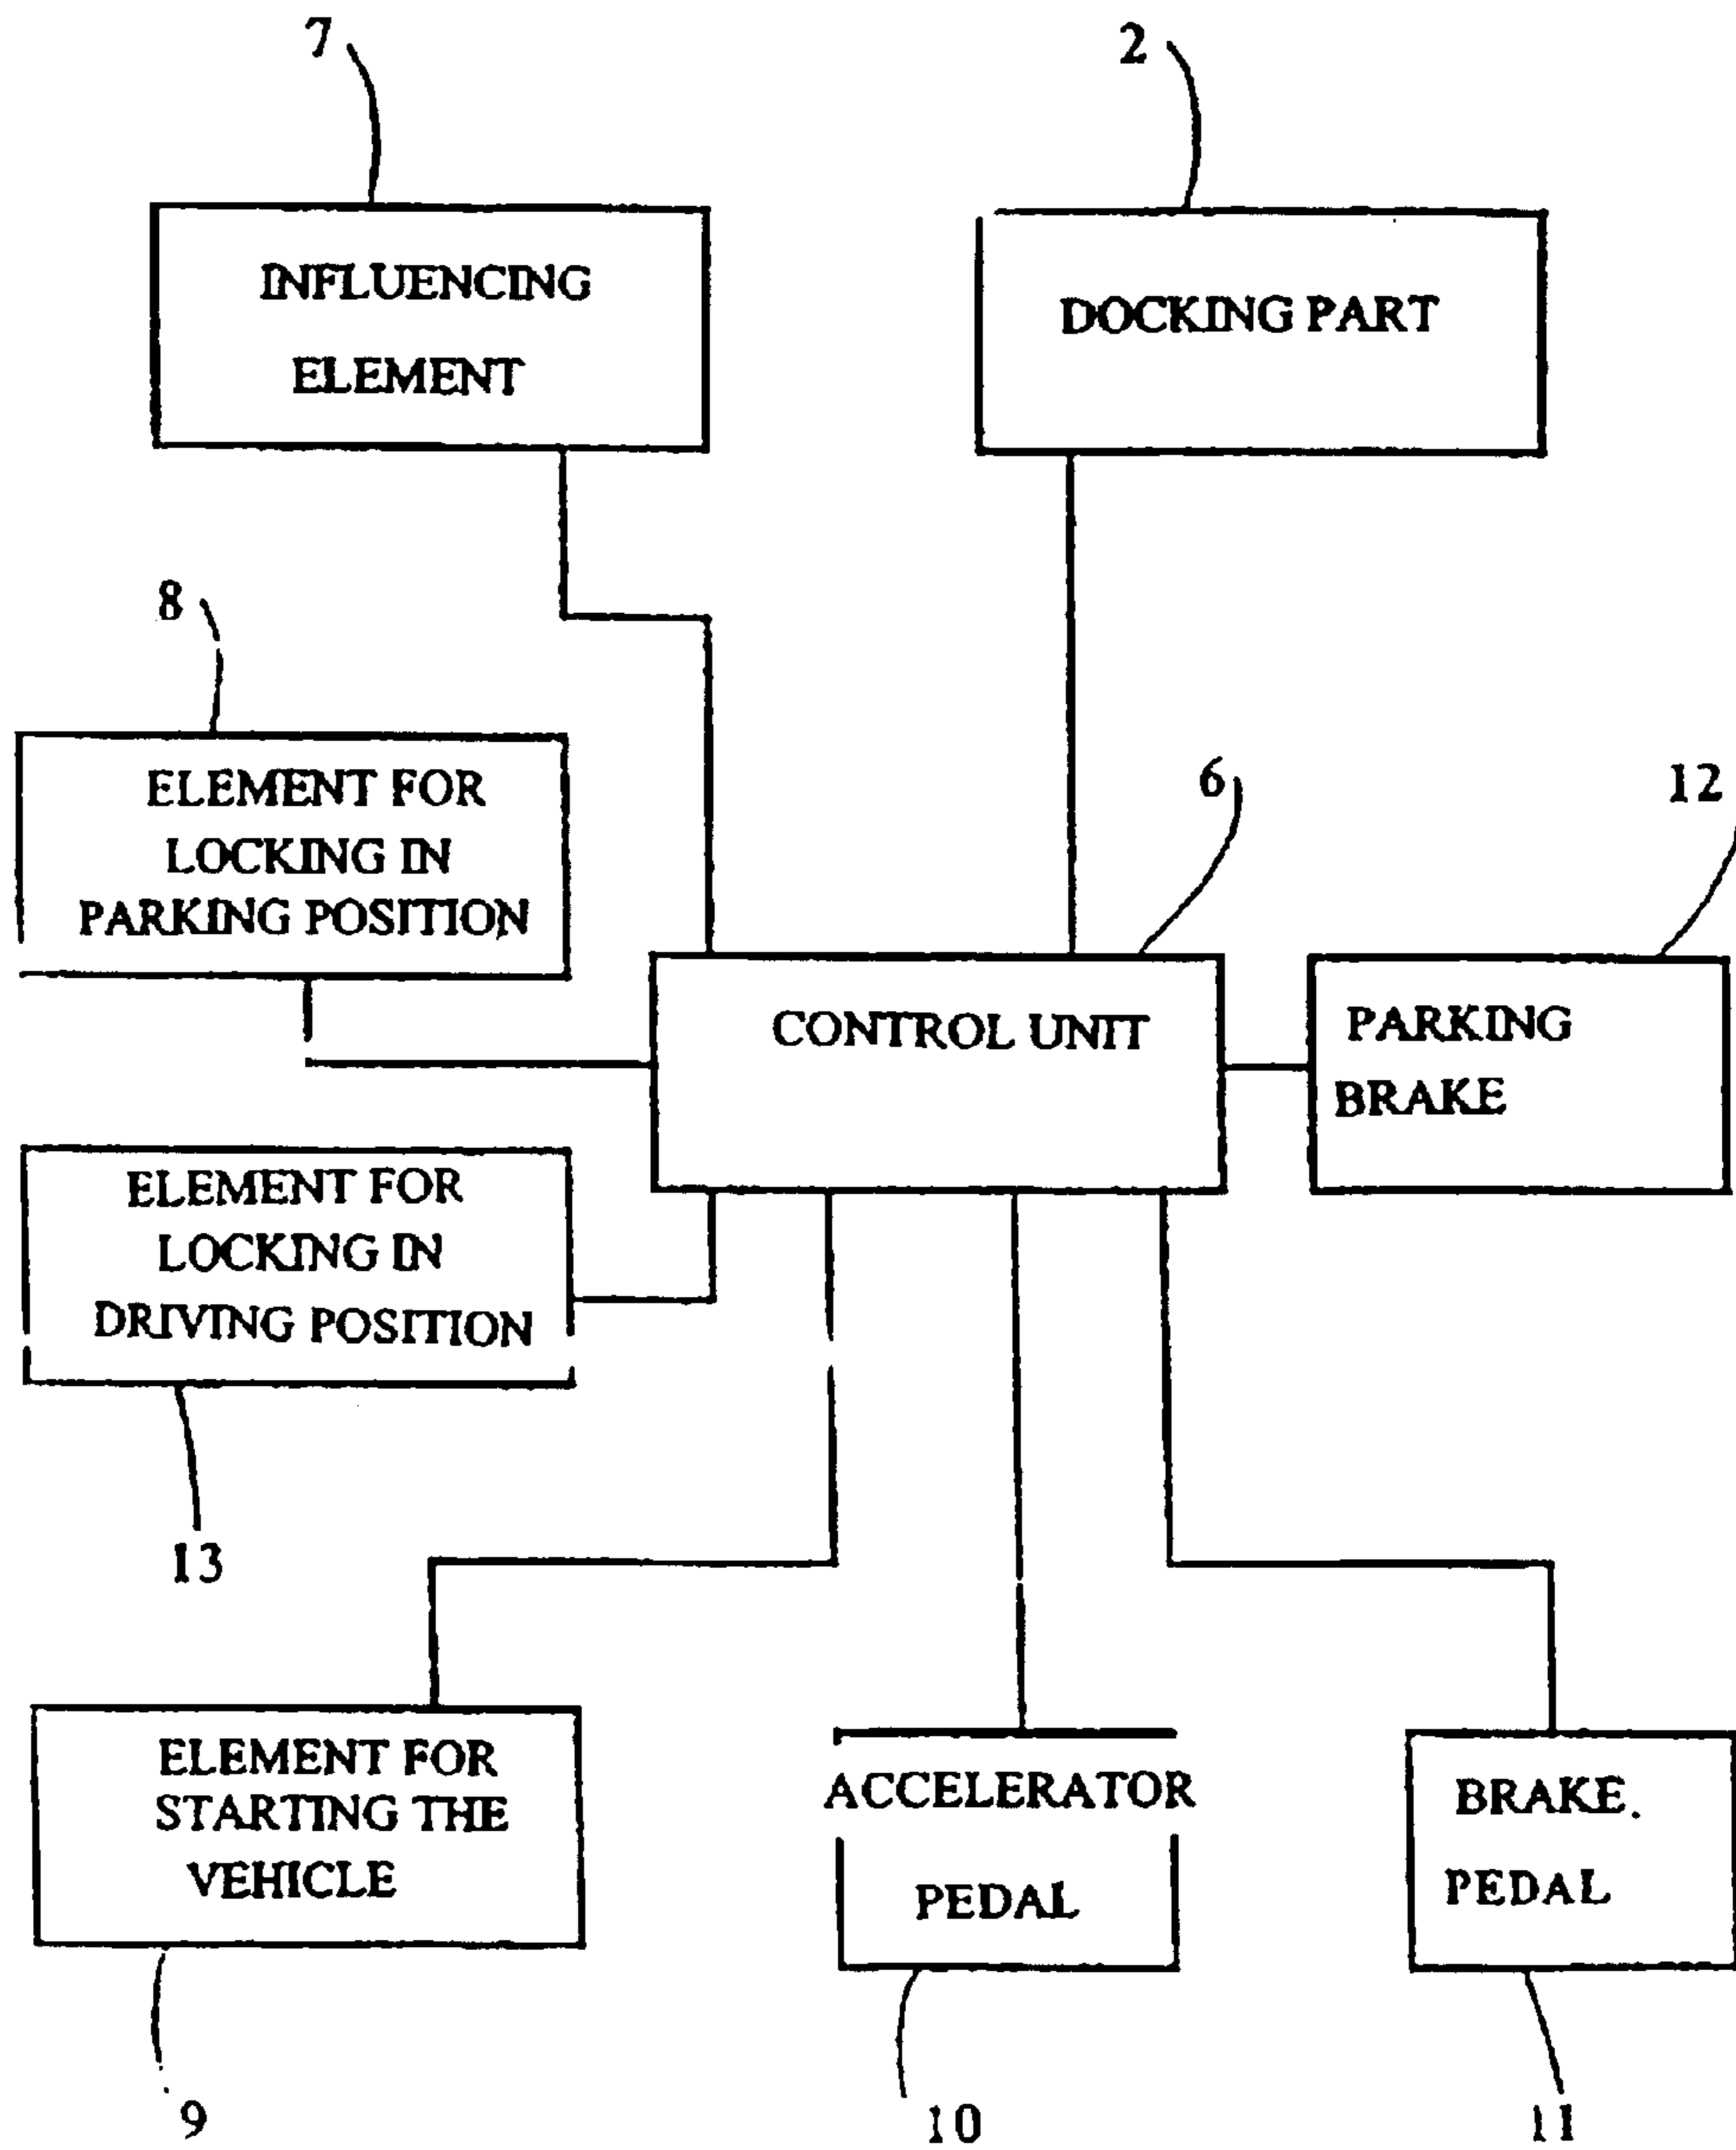 7
2
INFLUENCING
ELEMENT
DOCKING PART
8
ELEMENT FOR
LOCKING IN
PARKING POSITION
6
12
CONTROL UNIT
PARKING
BRAKE
ELEMENT FOR
LOCKING IN
DRIVING POSITION
13
ELEMENT FOR
STARTING THE
VEHICLE
ACCELERATOR
PEDAL
BRAKE.
PEDAL
9
10
11